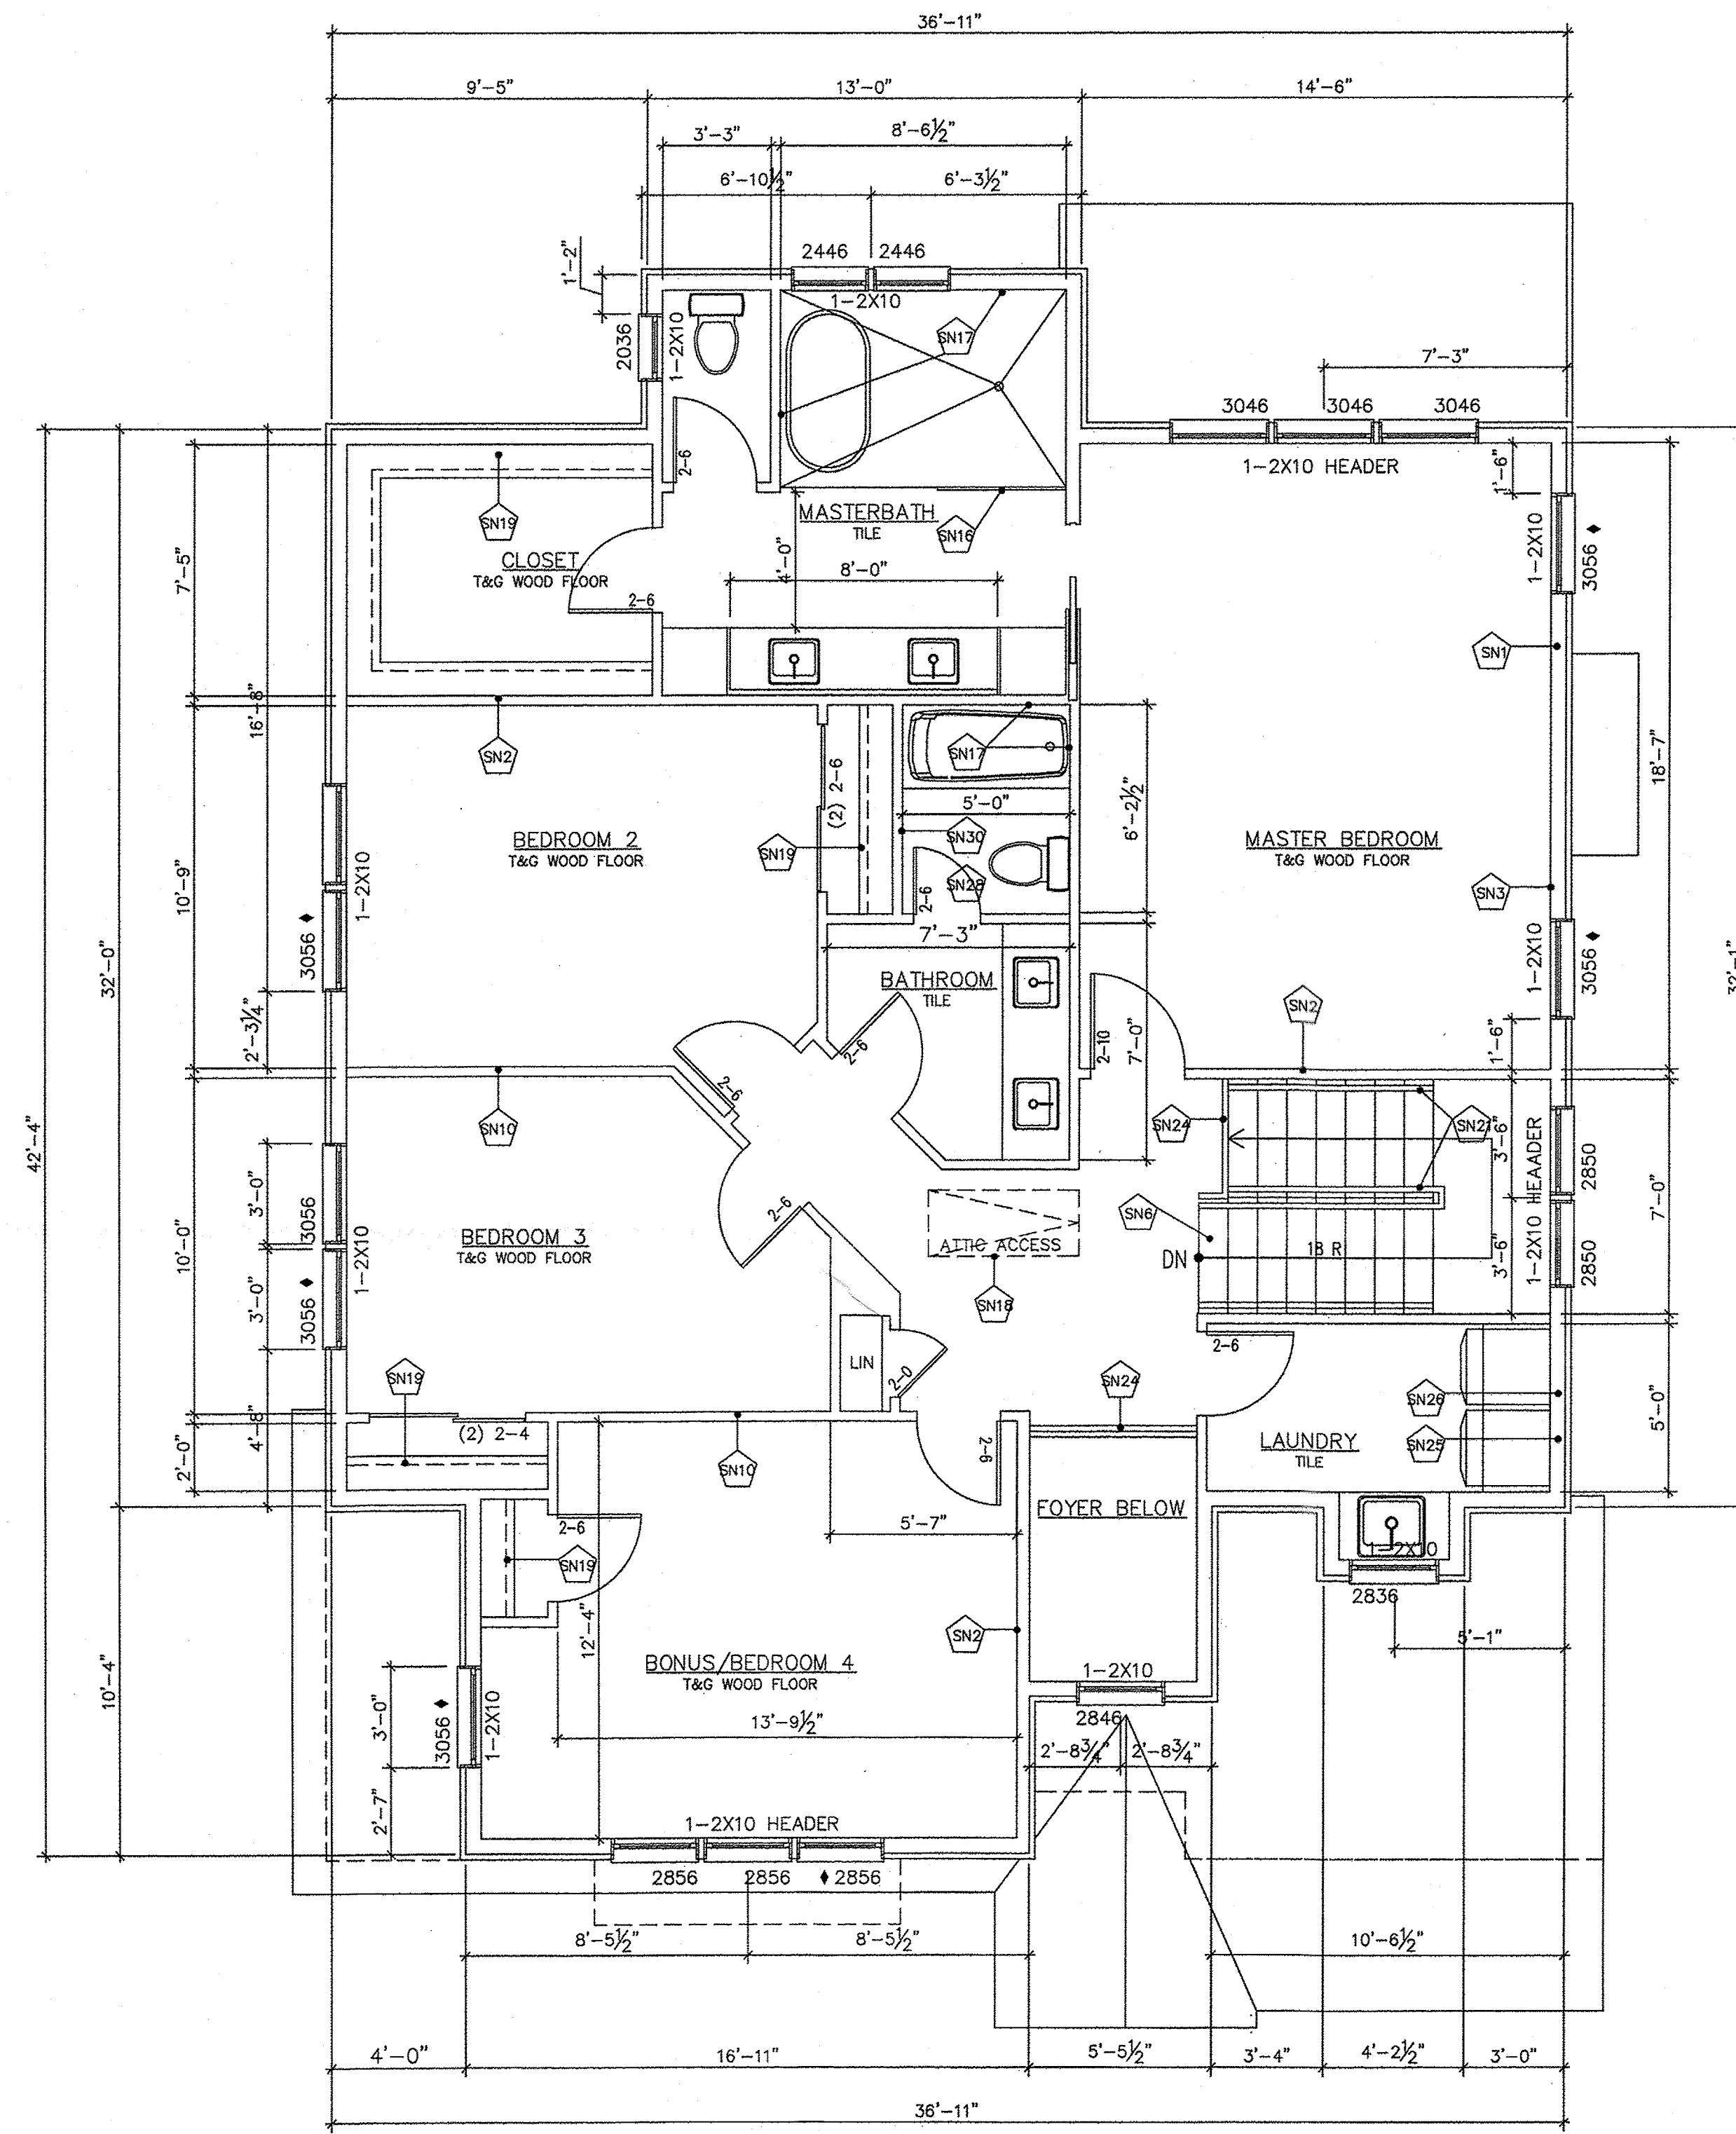 36'-11"
9'-5" 13'-0" 14'-6"
3'-3" 8'-6½"
6'-10½" 6'-3½"
1'-2"
2446 2446
1-2X10
2036
1-2X10
SN17
7'-3"
3046 3046 3046
1-2X10 HEADER
1'-6"
2-6
SN19
MASTERBATH
TILE
SN16
1-2X10
3056
CLOSET
T&G WOOD FLOOR
4'-0"
8'-0"
7'-5"
2-6
SN1
16'-8"
SN2
SN17
(2) 2-6
5'-0"
6'-2½"
18'-7"
BEDROOM 2
T&G WOOD FLOOR
SN19
SN30
MASTER BEDROOM
T&G WOOD FLOOR
1-2X10
10'-9"
SN28
2-6
SN3
3056
7'-3"
1-2X10
3056
32'-0"
BATHROOM
TILE
32'-1"
SN2
2'-3¼"
2-6
2-10
7'-0"
1'-6"
2-6
SN10
SN24
SN27
3'-6"
42'-4"
2850
3'-0"
3056
2-6
SN6
1-2X10 HEAADER
7'-0"
BEDROOM 3
T&G WOOD FLOOR
ATTIC ACCESS
DN
18 R
3'-6"
2850
10'-0"
1-2X10
3'-0"
3056
SN18
LIN
2-0
2-6
SN19
SN24
SN26
5'-0"
4'-8"
(2) 2-4
LAUNDRY
TILE
SN25
2'-0"
SN10
2-6
FOYER BELOW
2-6
5'-7"
SN19
1-2X10
2836
12'-4"
SN2
5'-1"
10'-4"
BONUS/BEDROOM 4
T&G WOOD FLOOR
1-2X10
3'-0"
3056
1-2X10
13'-9½"
2846
2'-8¾" 2'-8¾"
2'-7"
1-2X10 HEADER
2856 2856 2856
8'-5½" 8'-5½" 10'-6½"
4'-0" 16'-11" 5'-5½" 3'-4" 4'-2½" 3'-0"
36'-11"